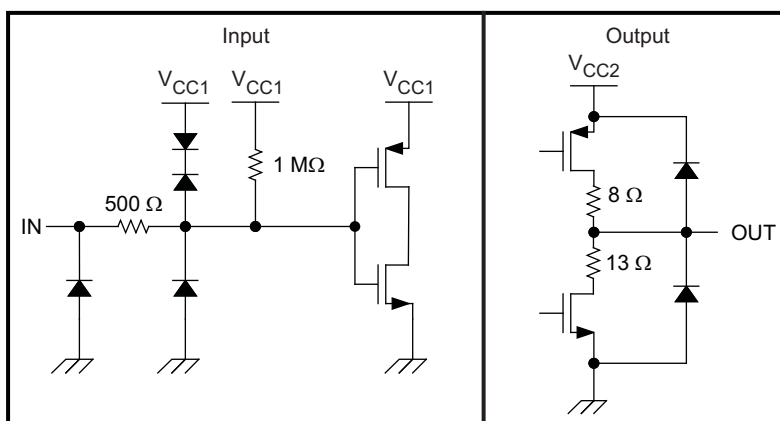 Input
Output
VCC1
VCC1
VCC1
1 MΩ
500 Ω
IN
VCC2
8 Ω
OUT
13 Ω